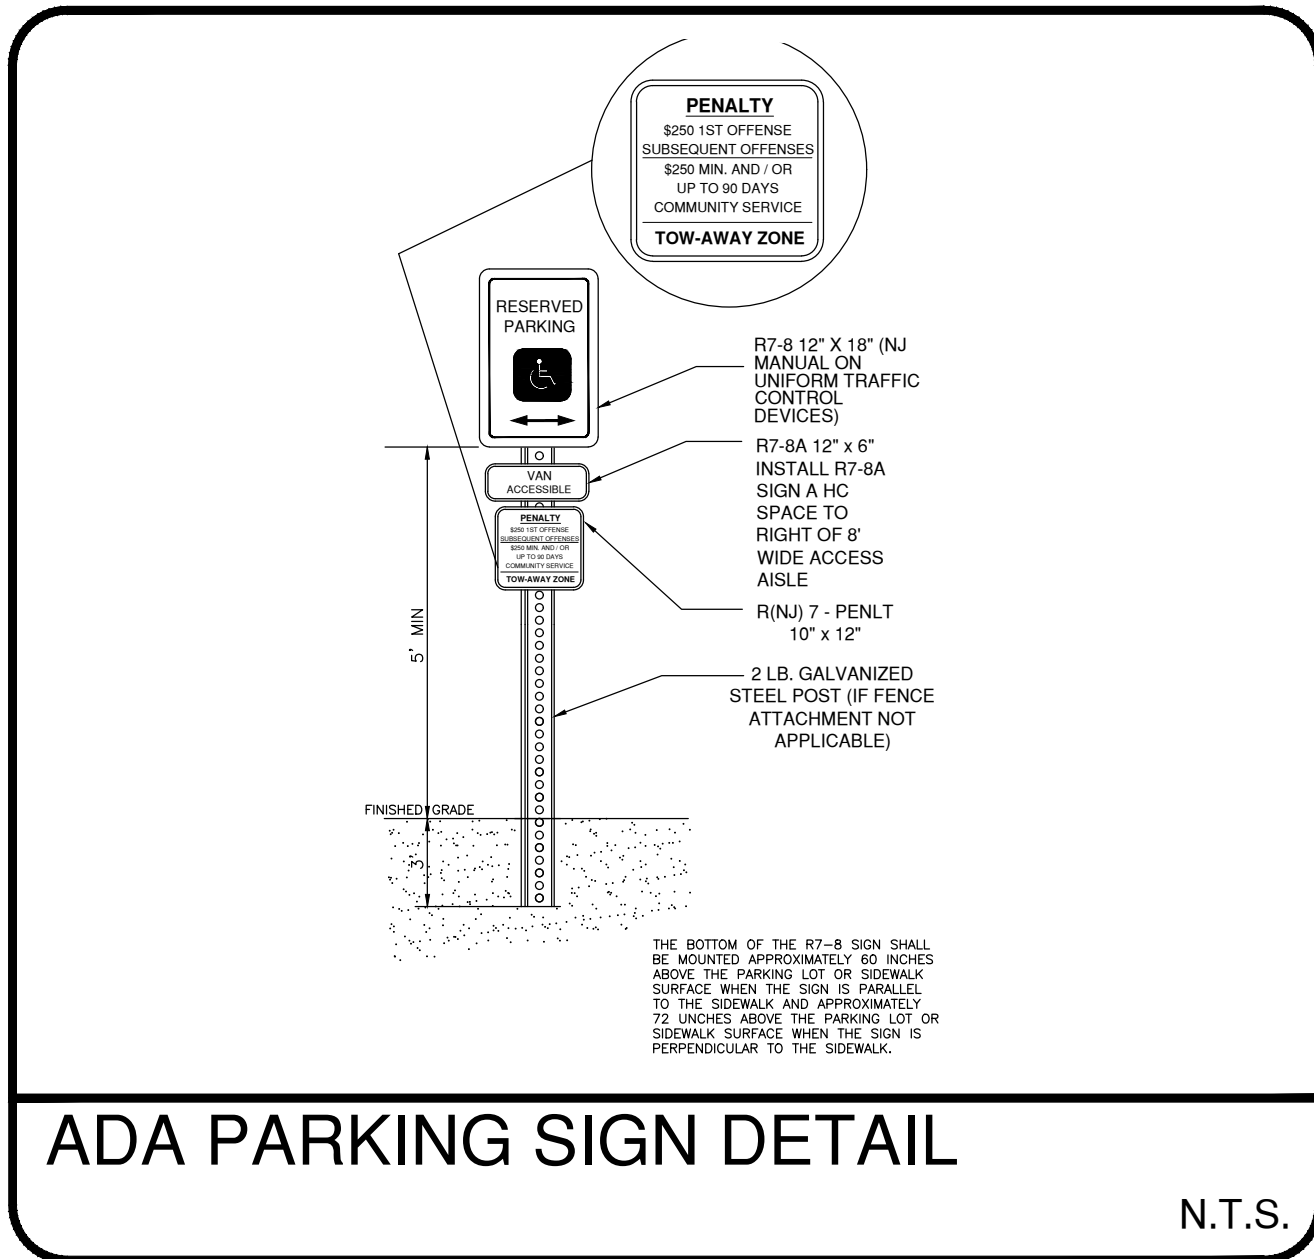 PENALTY
$250 1ST OFFENSE
SUBSEQUENT OFFENSES
$250 MIN. AND / OR
UP TO 90 DAYS
COMMUNITY SERVICE
TOW-AWAY ZONE
RESERVED
PARKING
R7-8 12" X 18" (NJ
MANUAL ON
UNIFORM TRAFFIC
CONTROL
DEVICES)
R7-8A 12" x 6"
INSTALL R7-8A
SIGN A HC
SPACE TO
RIGHT OF 8'
WIDE ACCESS
AISLE
VAN
ACCESSIBLE
PENALTY
$250 1ST OFFENSE
SUBSEQUENT OFFENSES
$250 MIN. AND / OR
UP TO 90 DAYS
COMMUNITY SERVICE
TOW-AWAY ZONE
R(NJ) 7 - PENLT
10" x 12"
5' MIN
2 LB. GALVANIZED
STEEL POST (IF FENCE
ATTACHMENT NOT
APPLICABLE)
FINISHED GRADE
3'
THE BOTTOM OF THE R7-8 SIGN SHALL
BE MOUNTED APPROXIMATELY 60 INCHES
ABOVE THE PARKING LOT OR SIDEWALK
SURFACE WHEN THE SIGN IS PARALLEL
TO THE SIDEWALK AND APPROXIMATELY
72 UNCHES ABOVE THE PARKING LOT OR
SIDEWALK SURFACE WHEN THE SIGN IS
PERPENDICULAR TO THE SIDEWALK.
ADA PARKING SIGN DETAIL
N.T.S.